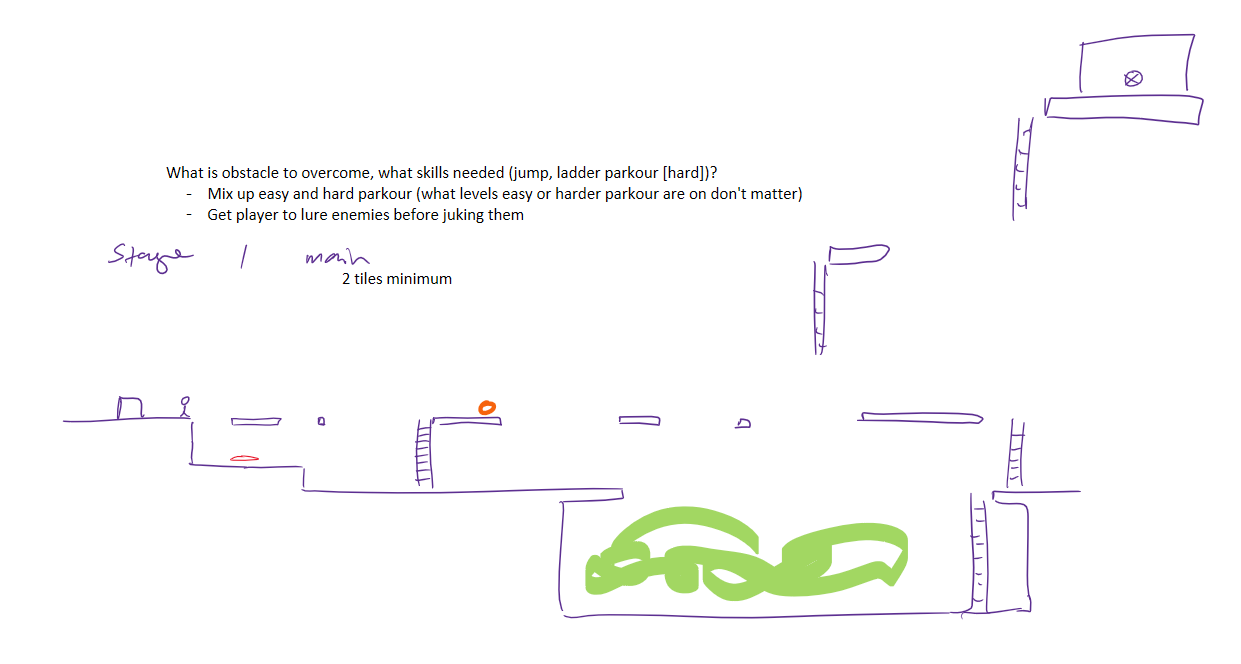 What is obstacle to overcome, what skills needed (jump, ladder parkour [hard])?
- Mix up easy and hard parkour (what levels easy or harder parkour are on don't matter)
- Get player to lure enemies before juking them
Stage 1 main
2 tiles minimum